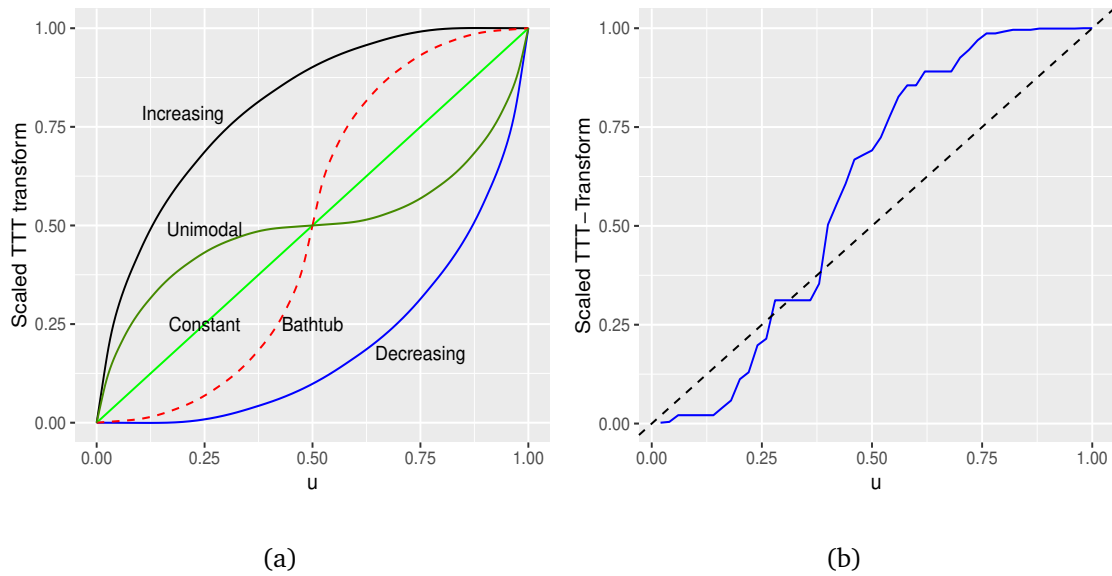 Scaled TTT transform
1.00
0.75
0.50
0.25
0.00
Increasing
Unimodal
Constant
Bathtub
Decreasing
0.00 0.25 0.50 0.75 1.00
u
(a)
Scaled TTT−Transform
1.00
0.75
0.50
0.25
0.00
0.00 0.25 0.50 0.75 1.00
u
(b)